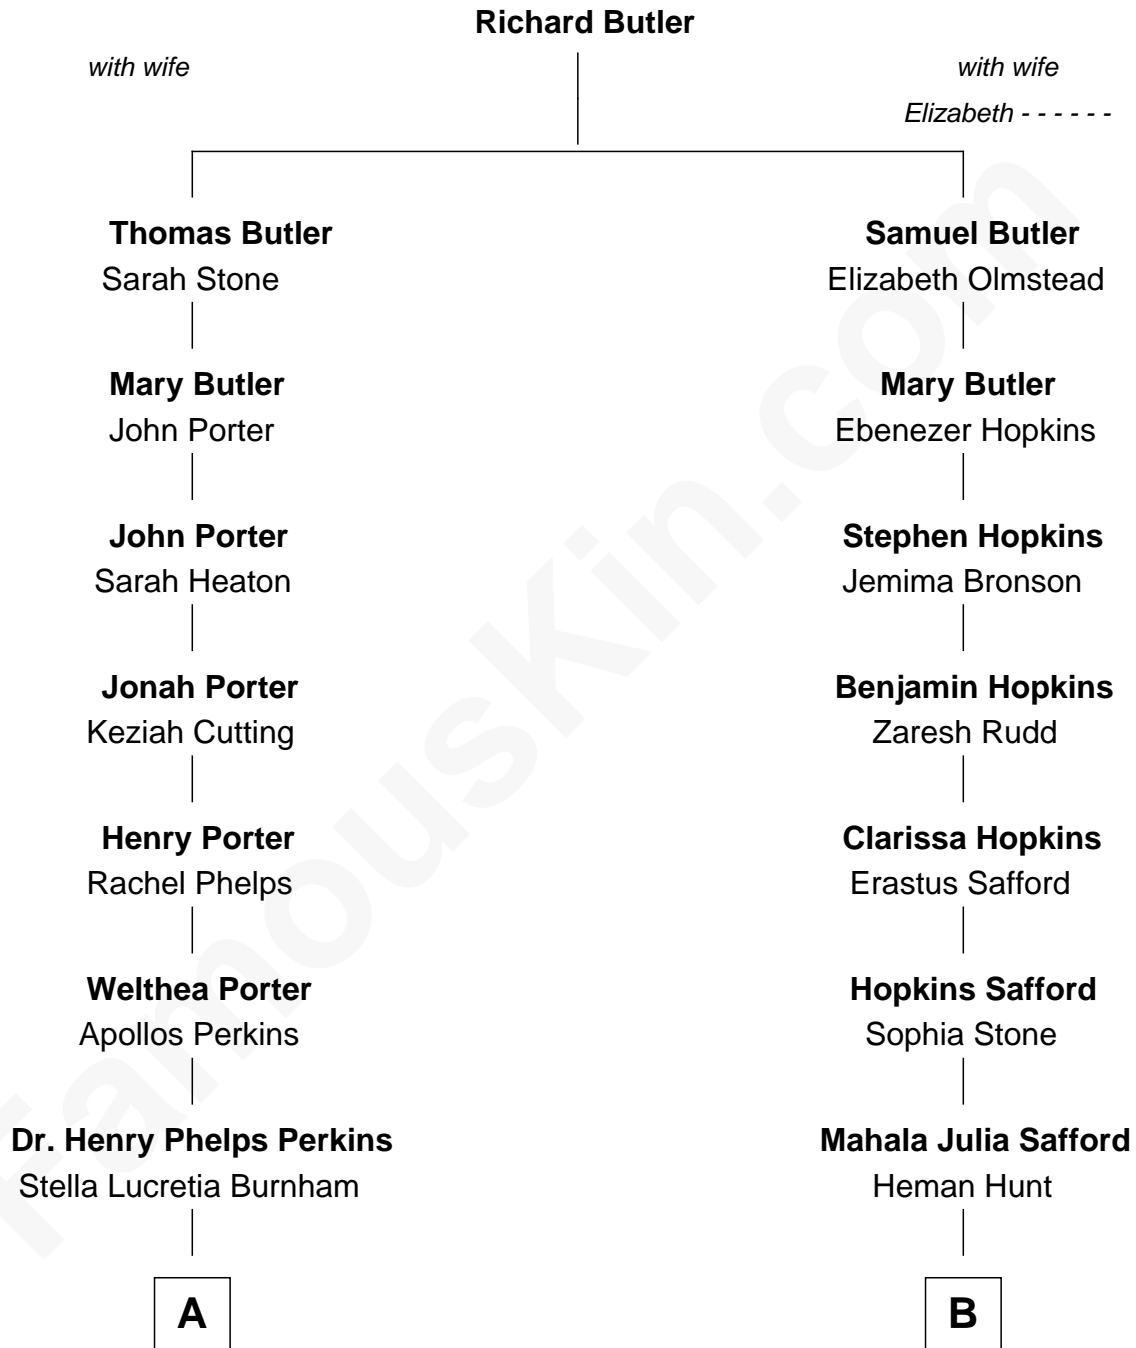 Richard Butler
with wife
with wife
Elizabeth - - - - - -
Thomas Butler
Sarah Stone
Samuel Butler
Elizabeth Olmstead
Mary Butler
John Porter
Mary Butler
Ebenezer Hopkins
John Porter
Sarah Heaton
Stephen Hopkins
Jemima Bronson
Jonah Porter
Keziah Cutting
Benjamin Hopkins
Zaresh Rudd
Henry Porter
Rachel Phelps
Clarissa Hopkins
Erastus Safford
Welthea Porter
Apollos Perkins
Hopkins Safford
Sophia Stone
Dr. Henry Phelps Perkins
Stella Lucretia Burnham
Mahala Julia Safford
Heman Hunt
A
B
FamousKin.com